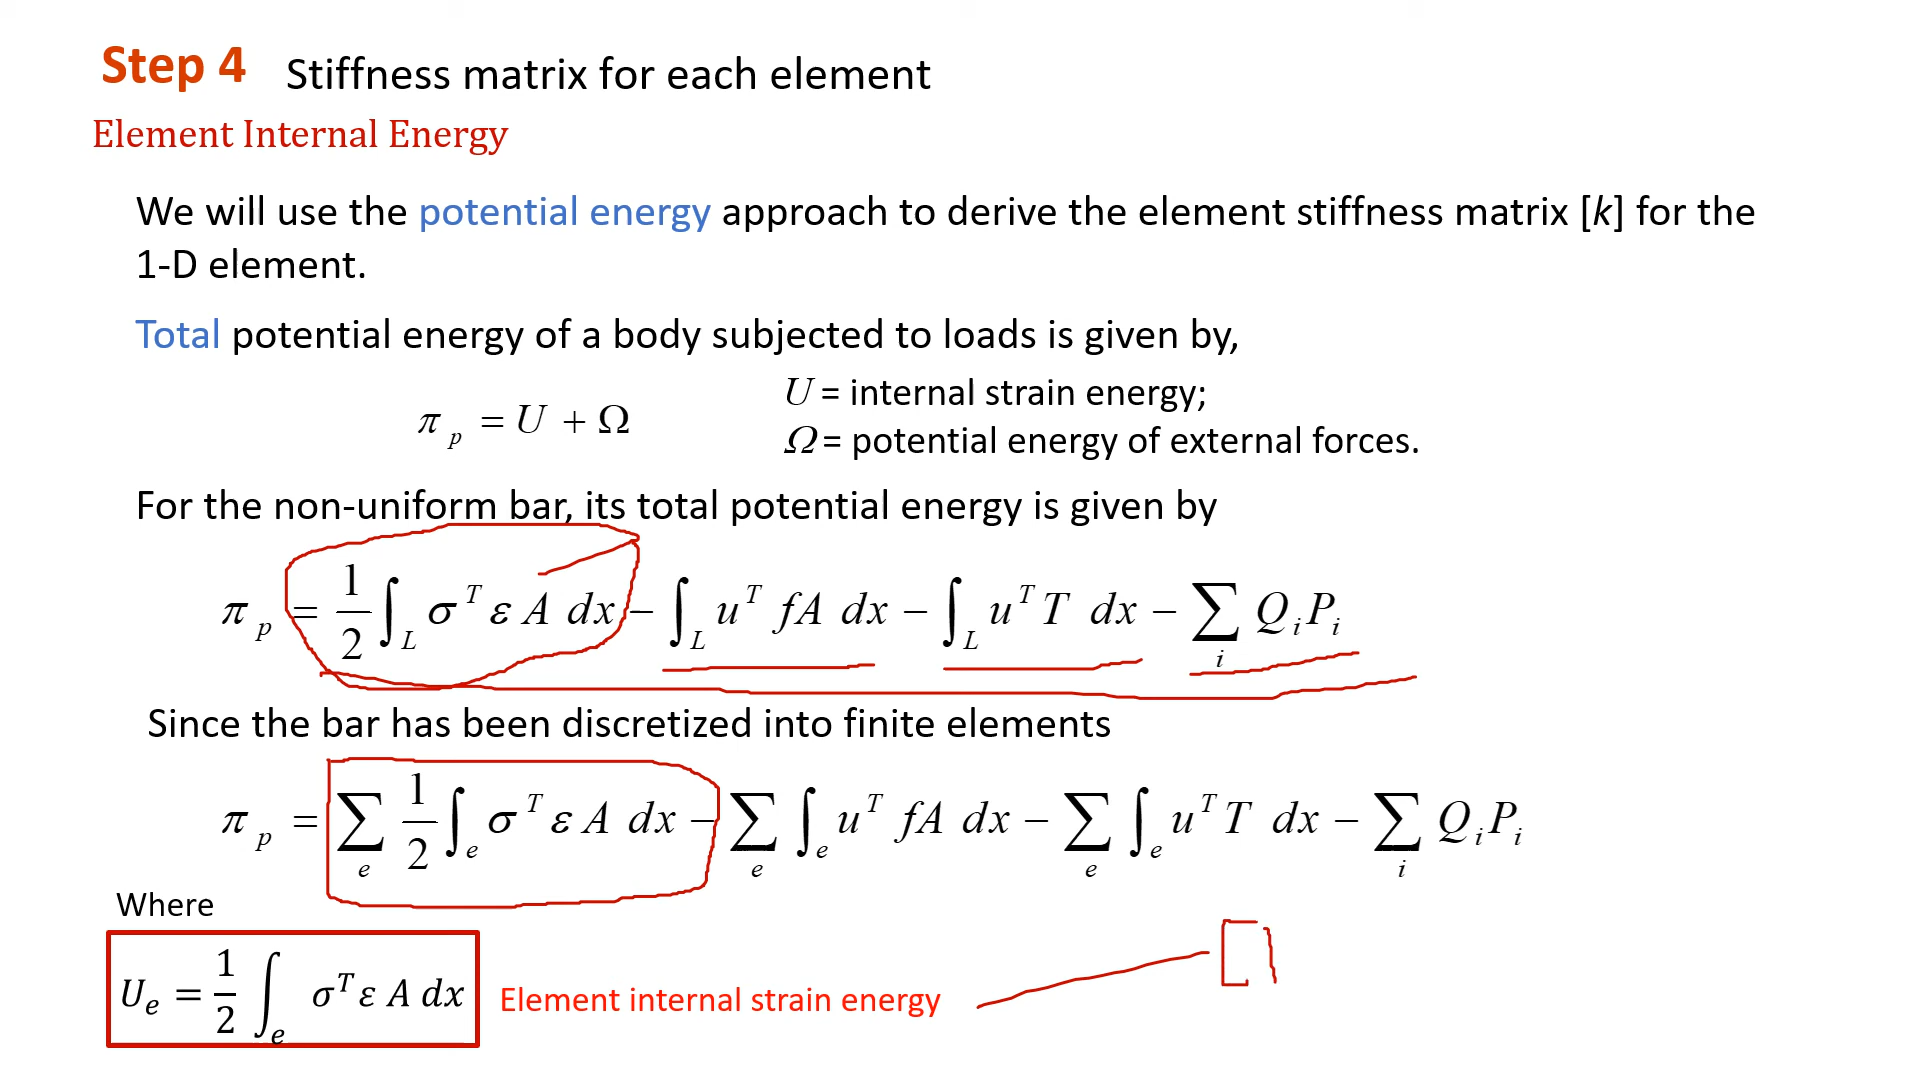 Step 4 Stiffness matrix for each element
Element Internal Energy
We will use the potential energy approach to derive the element stiffness matrix [k] for the
1-D element.
Total potential energy of a body subjected to loads is given by,
π_p = U + Ω
U = internal strain energy;
Ω = potential energy of external forces.
For the non-uniform bar, its total potential energy is given by
π_p = 1/2 ∫_L σ^T ε A dx − ∫_L u^T fA dx − ∫_L u^T T dx − ∑_i Q_i P_i
Since the bar has been discretized into finite elements
π_p = ∑_e 1/2 ∫_e σ^T ε A dx − ∑_e ∫_e u^T fA dx − ∑_e ∫_e u^T T dx − ∑_i Q_i P_i
Where
U_e = 1/2 ∫_e σ^T ε A dx Element internal strain energy